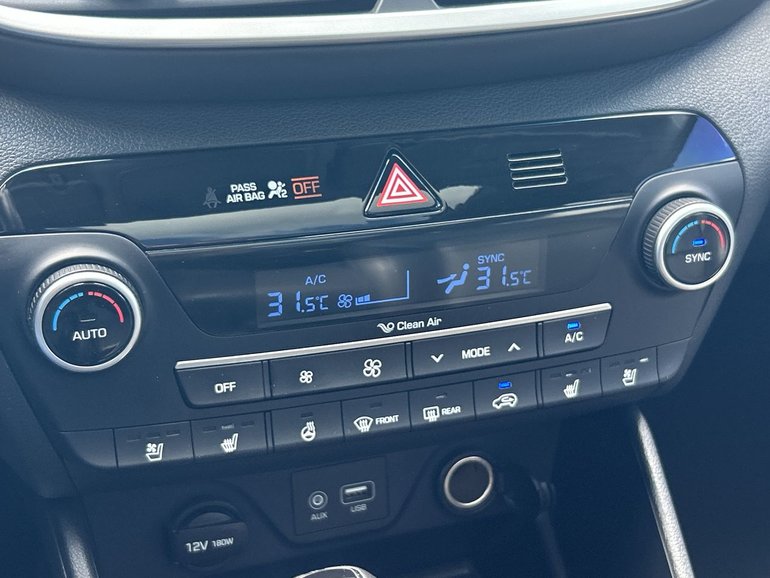 PASS
AIR BAG
2
OFF
A/C
31.5°C
SYNC
31.5°C
AUTO
SYNC
Clean Air
OFF
MODE
A/C
FRONT
REAR
AUX
USB
12V 180W